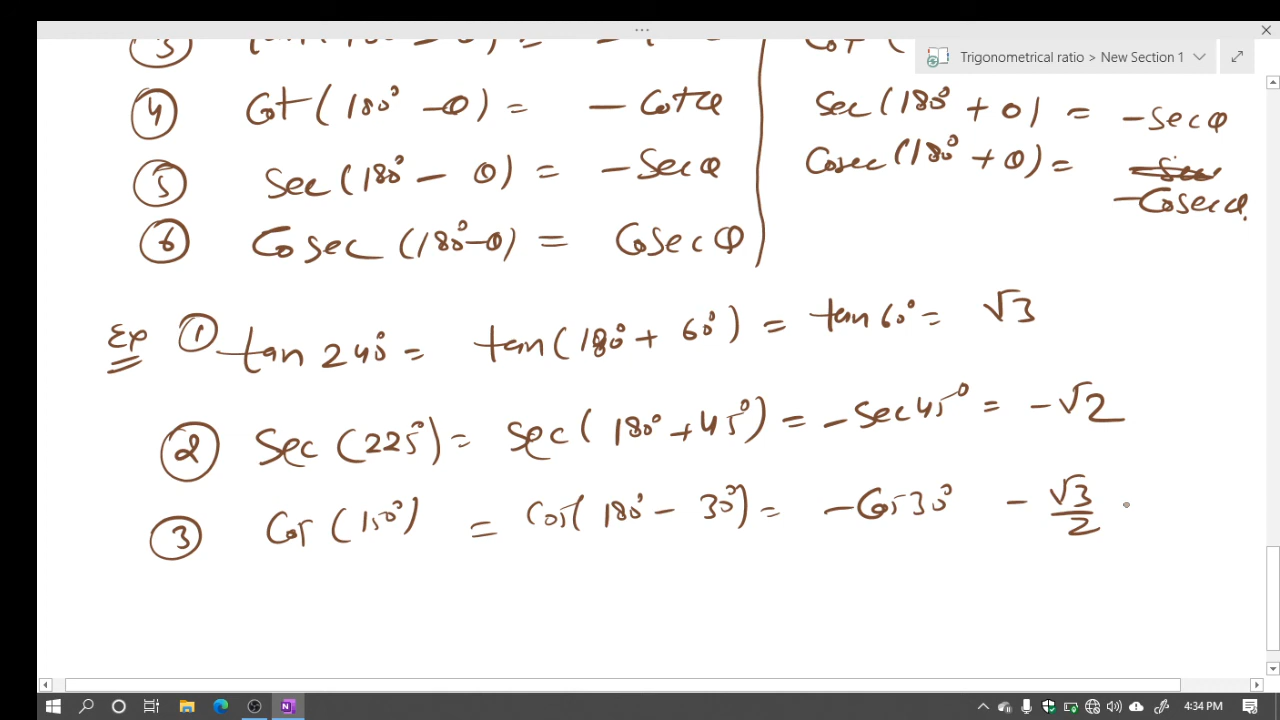 Trigonometrical ratio > New Section 1
④ Cot(180° - θ) = - Cotθ
Sec(180° + θ) = - Secθ
⑤ Sec(180° - θ) = - Secθ
Cosec(180° + θ) =
- Cosecθ
⑥ Cosec(180° - θ) = Cosecθ
Ex ① tan 240° = tan(180° + 60°) = tan 60° = √3
② Sec(225°) = Sec(180° + 45°) = - Sec 45° = - √2
③ Cos(150°) = Cos(180° - 30°) = - Cos 30° - √3/2
4:34 PM